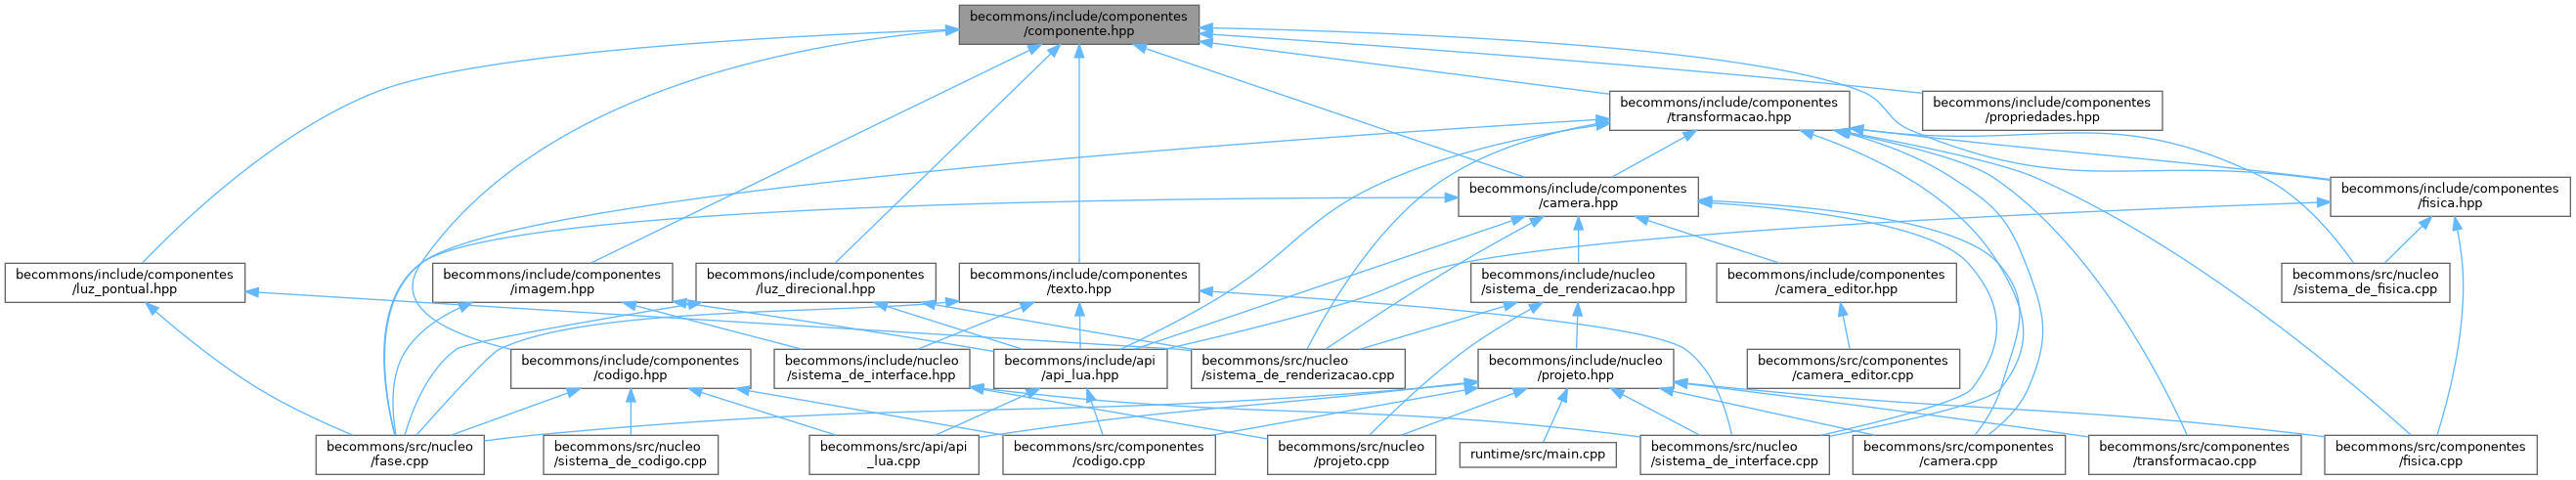 becommons/include/componentes
/componente.hpp
becommons/include/componentes
/transformacao.hpp
becommons/include/componentes
/propriedades.hpp
becommons/include/componentes
/camera.hpp
becommons/include/componentes
/fisica.hpp
becommons/include/componentes
/luz_pontual.hpp
becommons/include/componentes
/imagem.hpp
becommons/include/componentes
/luz_direcional.hpp
becommons/include/componentes
/texto.hpp
becommons/include/nucleo
/sistema_de_renderizacao.hpp
becommons/include/componentes
/camera_editor.hpp
becommons/src/nucleo
/sistema_de_fisica.cpp
becommons/include/componentes
/codigo.hpp
becommons/include/nucleo
/sistema_de_interface.hpp
becommons/include/api
/api_lua.hpp
becommons/src/nucleo
/sistema_de_renderizacao.cpp
becommons/include/nucleo
/projeto.hpp
becommons/src/componentes
/camera_editor.cpp
becommons/src/nucleo
/fase.cpp
becommons/src/nucleo
/sistema_de_codigo.cpp
becommons/src/api/api
_lua.cpp
becommons/src/componentes
/codigo.cpp
becommons/src/nucleo
/projeto.cpp
runtime/src/main.cpp
becommons/src/nucleo
/sistema_de_interface.cpp
becommons/src/componentes
/camera.cpp
becommons/src/componentes
/transformacao.cpp
becommons/src/componentes
/fisica.cpp